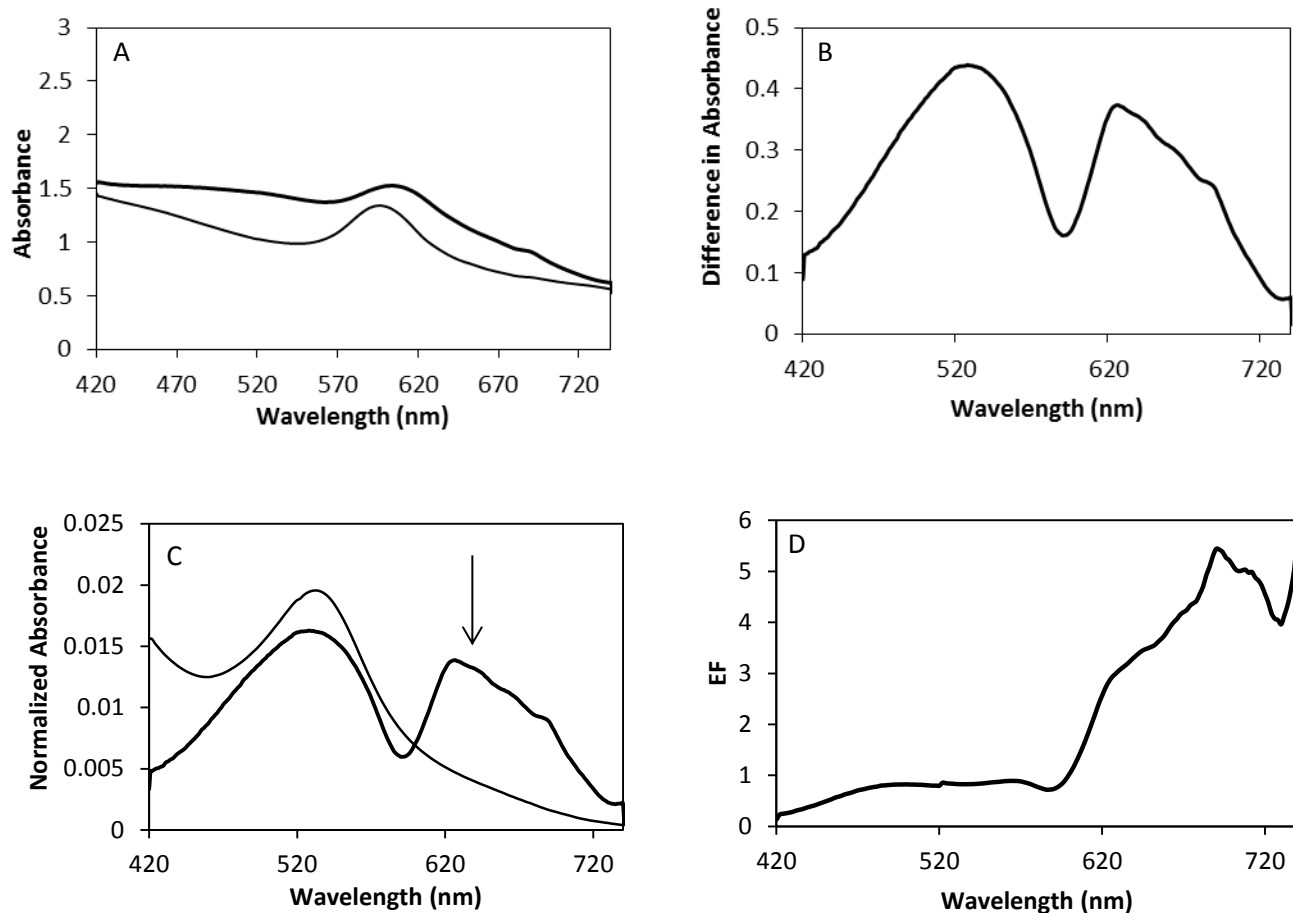 A
Absorbance
3
2.5
2
1.5
1
0.5
0
420 470 520 570 620 670 720
Wavelength (nm)
B
Difference in Absorbance
0.5
0.4
0.3
0.2
0.1
0
420 520 620 720
Wavelength (nm)
C
Normalized Absorbance
0.025
0.02
0.015
0.01
0.005
0
420 520 620 720
Wavelength (nm)
D
EF
6
5
4
3
2
1
0
420 520 620 720
Wavelength (nm)